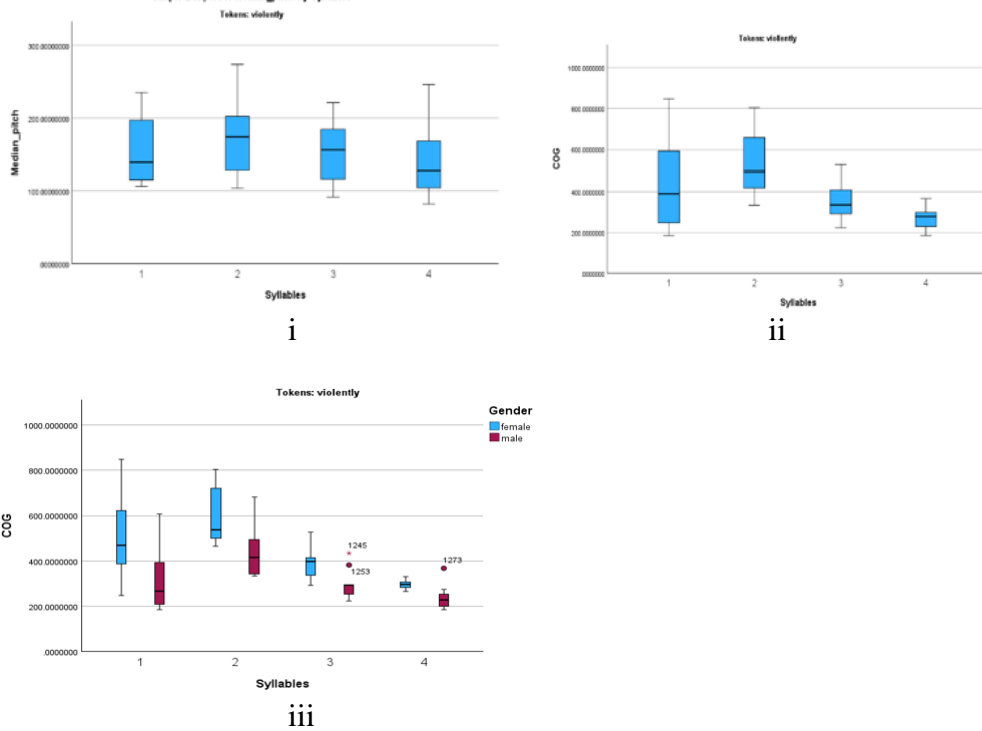 Tokens: violently
300.00000000
200.00000000
100.00000000
.00000000
Median_pitch
1 2 3 4
Syllables
i
Tokens: violently
1000.0000000
800.0000000
600.0000000
400.0000000
200.0000000
.0000000
COG
1 2 3 4
Syllables
ii
Tokens: violently
Gender
female
male
1000.0000000
800.0000000
600.0000000
400.0000000
200.0000000
.0000000
COG
1245
1253
1273
1 2 3 4
Syllables
iii